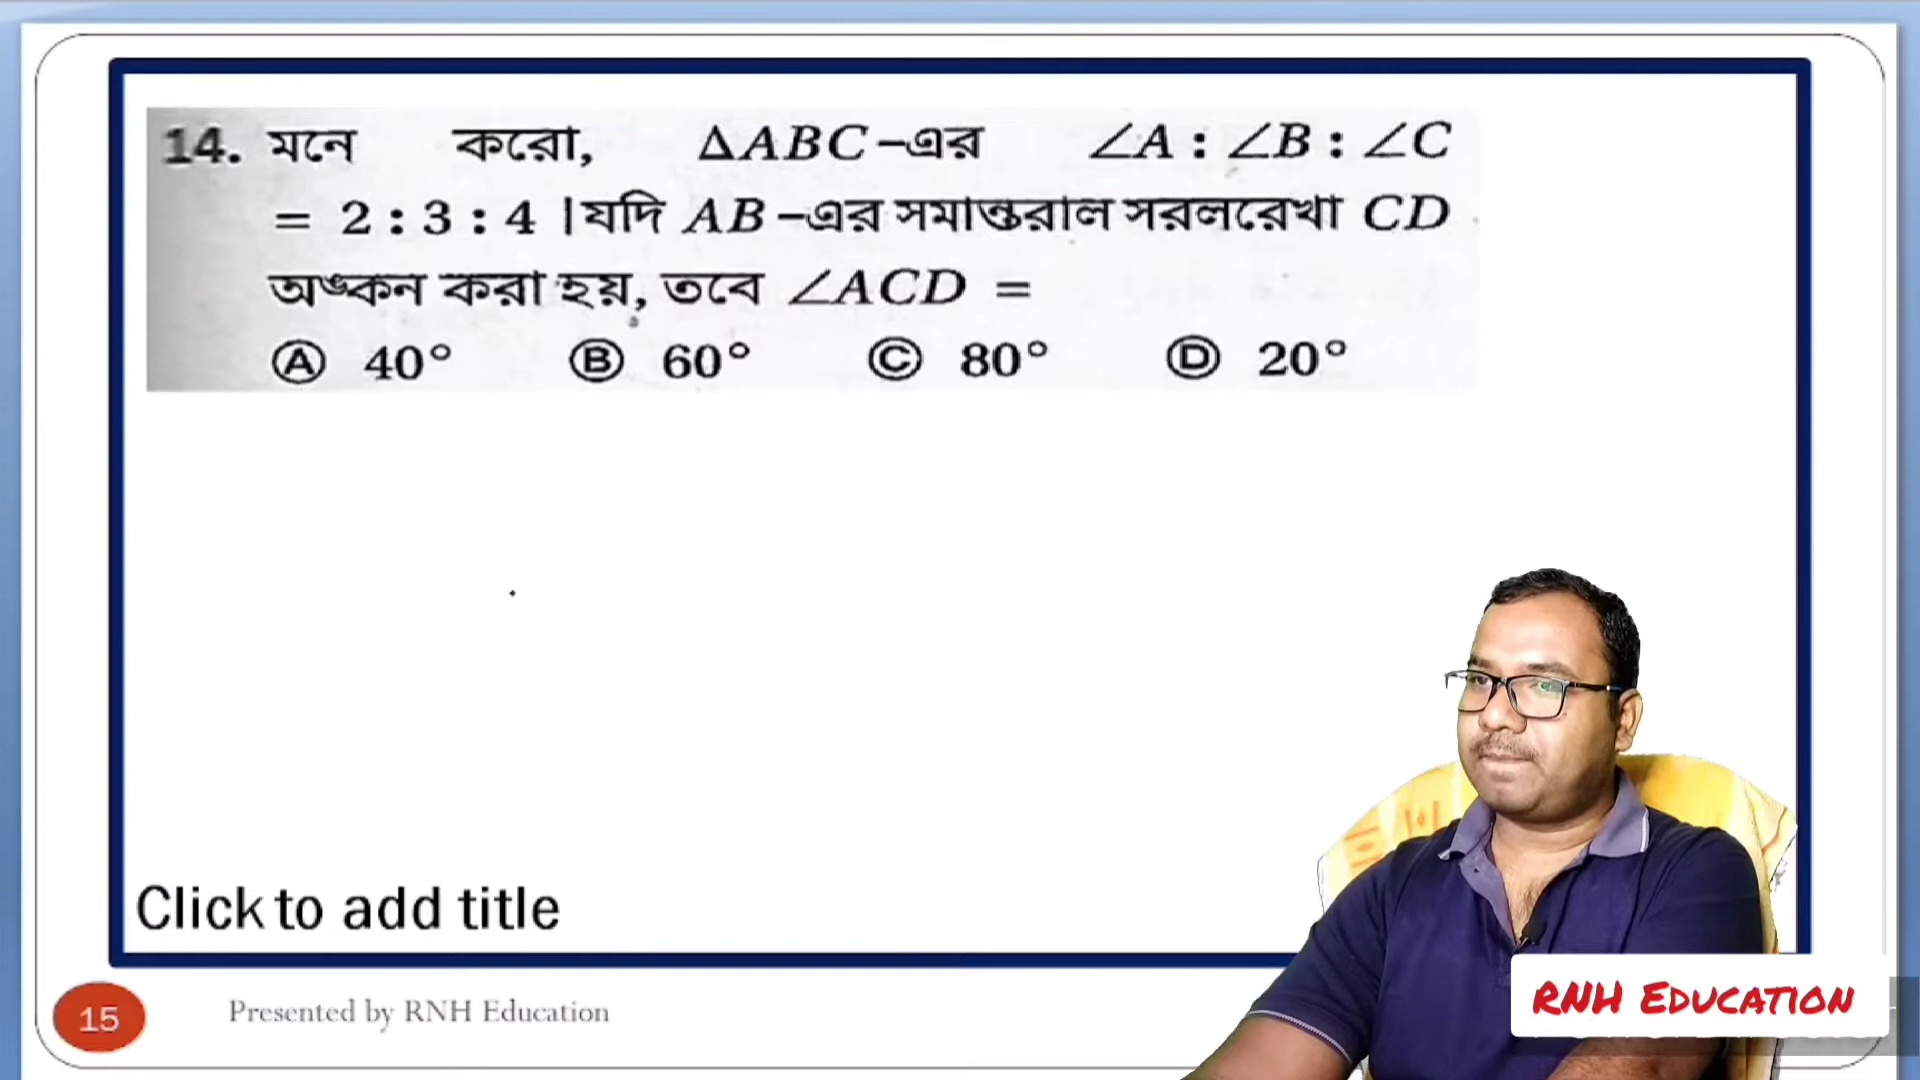 14. মনে করো, ΔABC-এর ∠A : ∠B : ∠C
= 2 : 3 : 4 । যদি AB-এর সমান্তরাল সরলরেখা CD
অঙ্কন করা হয়, তবে ∠ACD =
Ⓐ 40° Ⓑ 60° Ⓒ 80° Ⓓ 20°
Click to add title
15 Presented by RNH Education
RNH EDUCATION